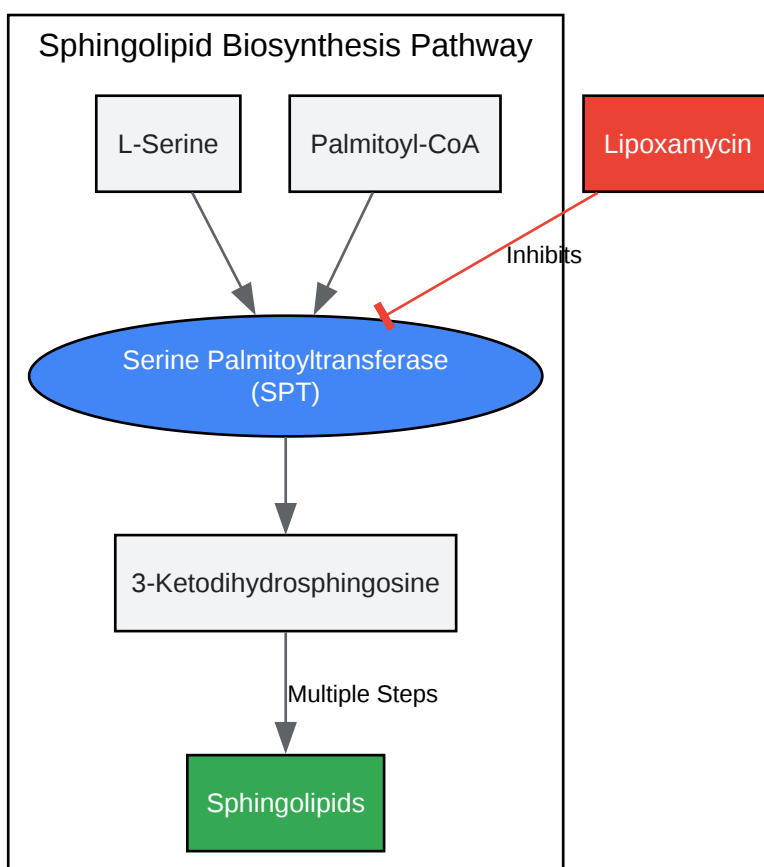 Sphingolipid Biosynthesis Pathway
L-Serine
Palmitoyl-CoA
Lipoxamycin
Inhibits
Serine Palmitoyltransferase
(SPT)
3-Ketodihydrosphingosine
Multiple Steps
Sphingolipids